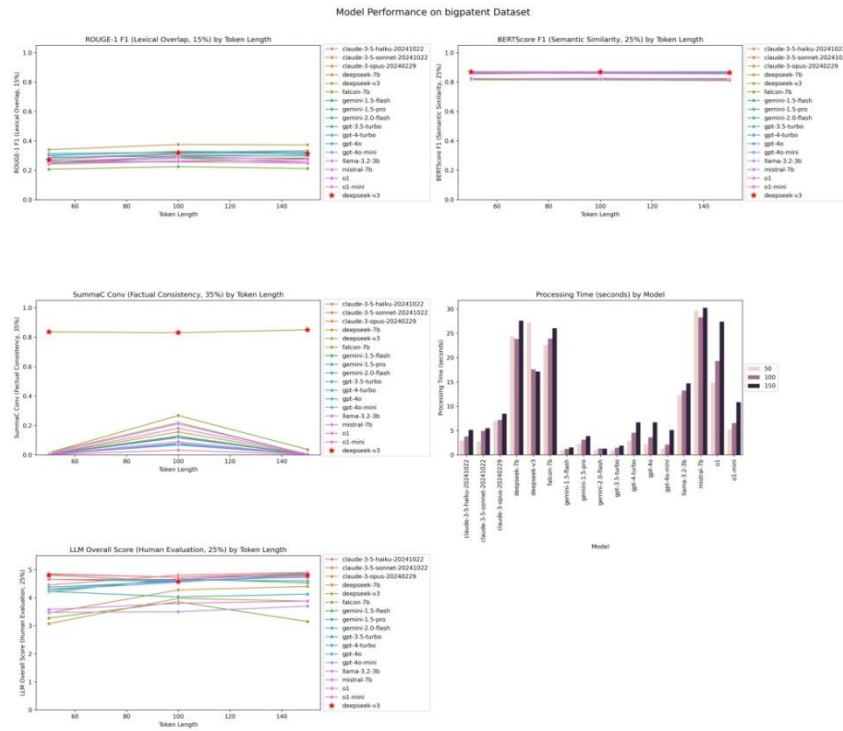 Model Performance on bigpatent Dataset
ROUGE-1 F1 (Lexical Overlap, 15%) by Token Length
ROUGE-1 F1 (Lexical Overlap, 15%)
1.0
0.8
0.6
0.4
0.2
0.0
60
80
100
120
140
Token Length
claude-3-5-haiku-20241022
claude-3-5-sonnet-20241022
claude-3-opus-20240229
deepseek-7b
deepseek-v3
falcon-7b
gemini-1.5-flash
gemini-1.5-pro
gemini-2.0-flash
gpt-3.5-turbo
gpt-4-turbo
gpt-4o
gpt-4o-mini
llama-3.2-3b
mistral-7b
o1
o1-mini
deepseek-v3
BERTScore F1 (Semantic Similarity, 25%) by Token Length
BERTScore F1 (Semantic Similarity, 25%)
1.0
0.8
0.6
0.4
0.2
0.0
60
80
100
120
140
Token Length
claude-3-5-haiku-20241022
claude-3-5-sonnet-20241022
claude-3-opus-20240229
deepseek-7b
deepseek-v3
falcon-7b
gemini-1.5-flash
gemini-1.5-pro
gemini-2.0-flash
gpt-3.5-turbo
gpt-4-turbo
gpt-4o
gpt-4o-mini
llama-3.2-3b
mistral-7b
o1
o1-mini
deepseek-v3
SummaC Conv (Factual Consistency, 35%) by Token Length
SummaC Conv (Factual Consistency, 35%)
1.0
0.8
0.6
0.4
0.2
0.0
60
80
100
120
140
Token Length
claude-3-5-haiku-20241022
claude-3-5-sonnet-20241022
claude-3-opus-20240229
deepseek-7b
deepseek-v3
falcon-7b
gemini-1.5-flash
gemini-1.5-pro
gemini-2.0-flash
gpt-3.5-turbo
gpt-4-turbo
gpt-4o
gpt-4o-mini
llama-3.2-3b
mistral-7b
o1
o1-mini
deepseek-v3
Processing Time (seconds) by Model
Processing Time (seconds)
30
25
20
15
10
5
0
claude-3-5-haiku-20241022
claude-3-5-sonnet-20241022
claude-3-opus-20240229
deepseek-7b
deepseek-v3
falcon-7b
gemini-1.5-flash
gemini-1.5-pro
gemini-2.0-flash
gpt-3.5-turbo
gpt-4-turbo
gpt-4o
gpt-4o-mini
llama-3.2-3b
mistral-7b
o1
o1-mini
Model
50
100
150
LLM Overall Score (Human Evaluation, 25%) by Token Length
LLM Overall Score (Human Evaluation, 25%)
5
4
3
2
1
0
60
80
100
120
140
Token Length
claude-3-5-haiku-20241022
claude-3-5-sonnet-20241022
claude-3-opus-20240229
deepseek-7b
deepseek-v3
falcon-7b
gemini-1.5-flash
gemini-1.5-pro
gemini-2.0-flash
gpt-3.5-turbo
gpt-4-turbo
gpt-4o
gpt-4o-mini
llama-3.2-3b
mistral-7b
o1
o1-mini
deepseek-v3